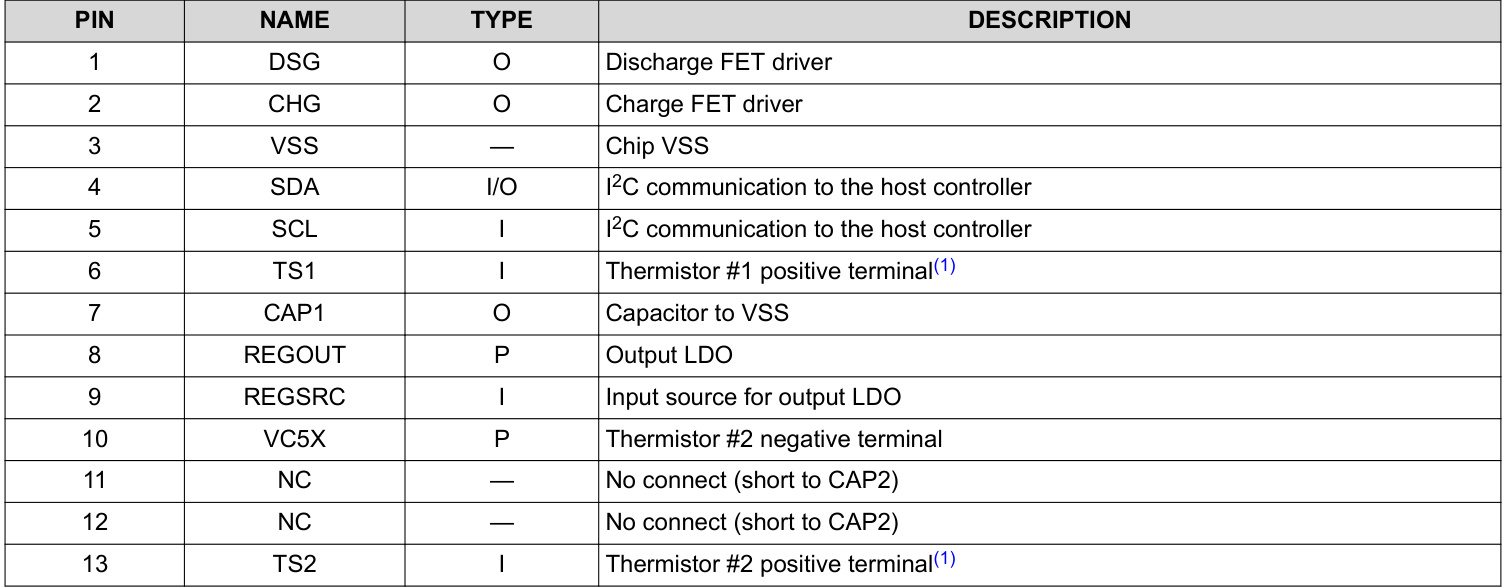 PIN NAME TYPE DESCRIPTION
1 DSG O Discharge FET driver
2 CHG O Charge FET driver
3 VSS — Chip VSS
4 SDA I/O I²C communication to the host controller
5 SCL I I²C communication to the host controller
6 TS1 I Thermistor #1 positive terminal(1)
7 CAP1 O Capacitor to VSS
8 REGOUT P Output LDO
9 REGSRC I Input source for output LDO
10 VC5X P Thermistor #2 negative terminal
11 NC — No connect (short to CAP2)
12 NC — No connect (short to CAP2)
13 TS2 I Thermistor #2 positive terminal(1)